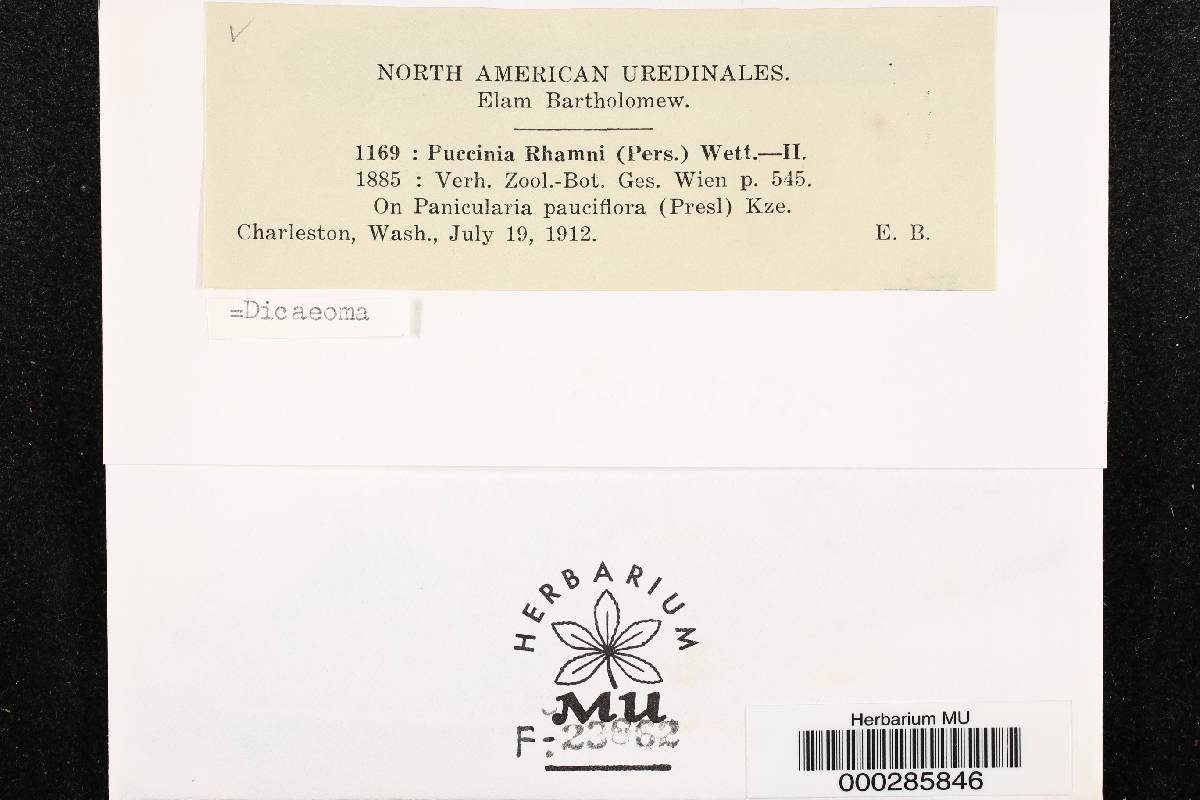 NORTH AMERICAN UREDINALES.
Elam Bartholomew.
1169 : Puccinia Rhamni (Pers.) Wett.—II.
1885 : Verh. Zool.-Bot. Ges. Wien p. 545.
On Panicularia pauciflora (Presl) Kze.
Charleston, Wash., July 19, 1912. E. B.
=Dicaeoma
HERBARIUM
MU
F: 23862
Herbarium MU
000285846